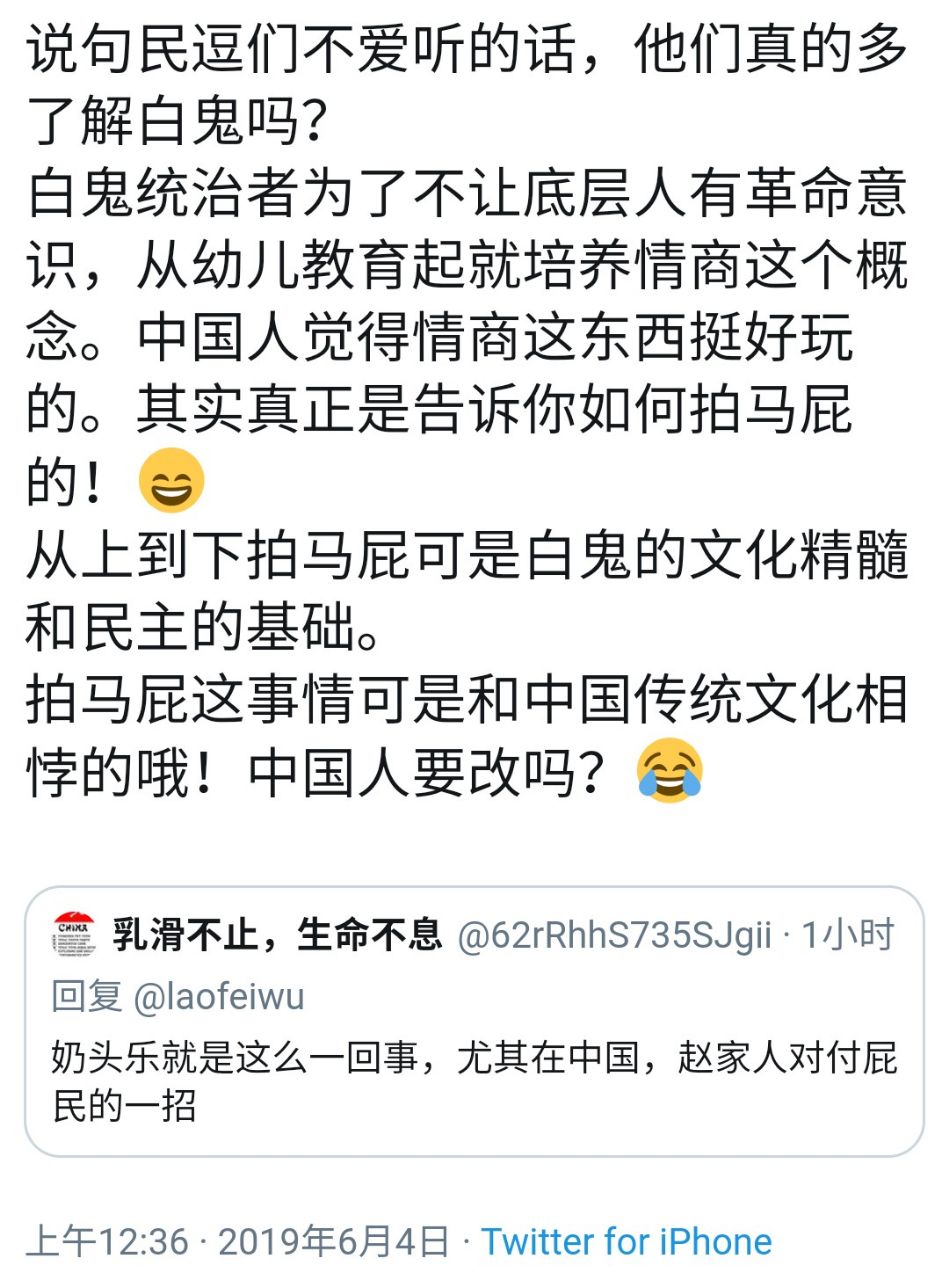 说句民逗们不爱听的话，他们真的多
了解白鬼吗？
白鬼统治者为了不让底层人有革命意
识，从幼儿教育起就培养情商这个概
念。中国人觉得情商这东西挺好玩
的。其实真正是告诉你如何拍马屁
的！😄
从上到下拍马屁可是白鬼的文化精髓
和民主的基础。
拍马屁这事情可是和中国传统文化相
悖的哦！中国人要改吗？😂
CHINA
乳滑不止，生命不息 @62rRhhS735SJgii · 1小时
回复 @laofeiwu
奶头乐就是这么一回事，尤其在中国，赵家人对付屁
民的一招
上午12:36 · 2019年6月4日 · Twitter for iPhone